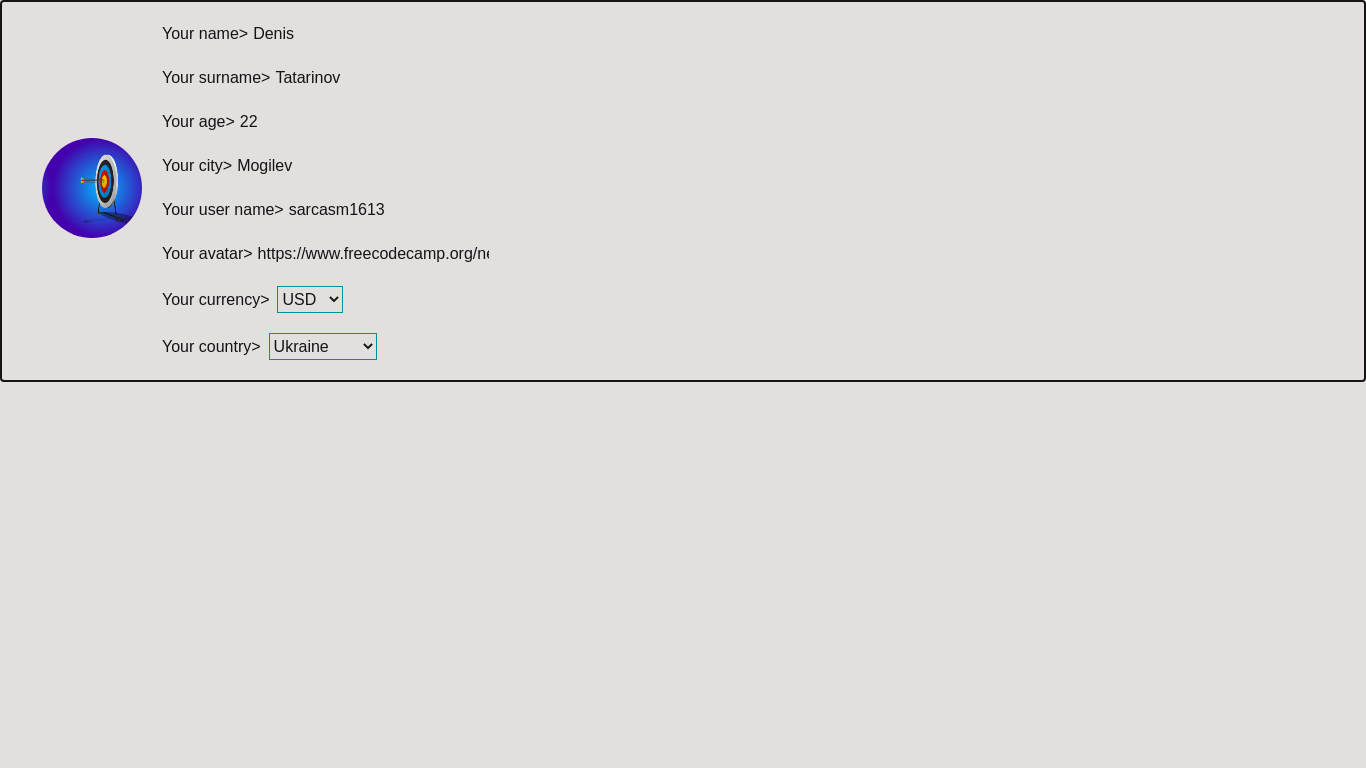 Your name> Denis
Your surname> Tatarinov
Your age> 22
Your city> Mogilev
Your user name> sarcasm1613
Your avatar> https://www.freecodecamp.org/ne
Your currency> USD
Your country> Ukraine